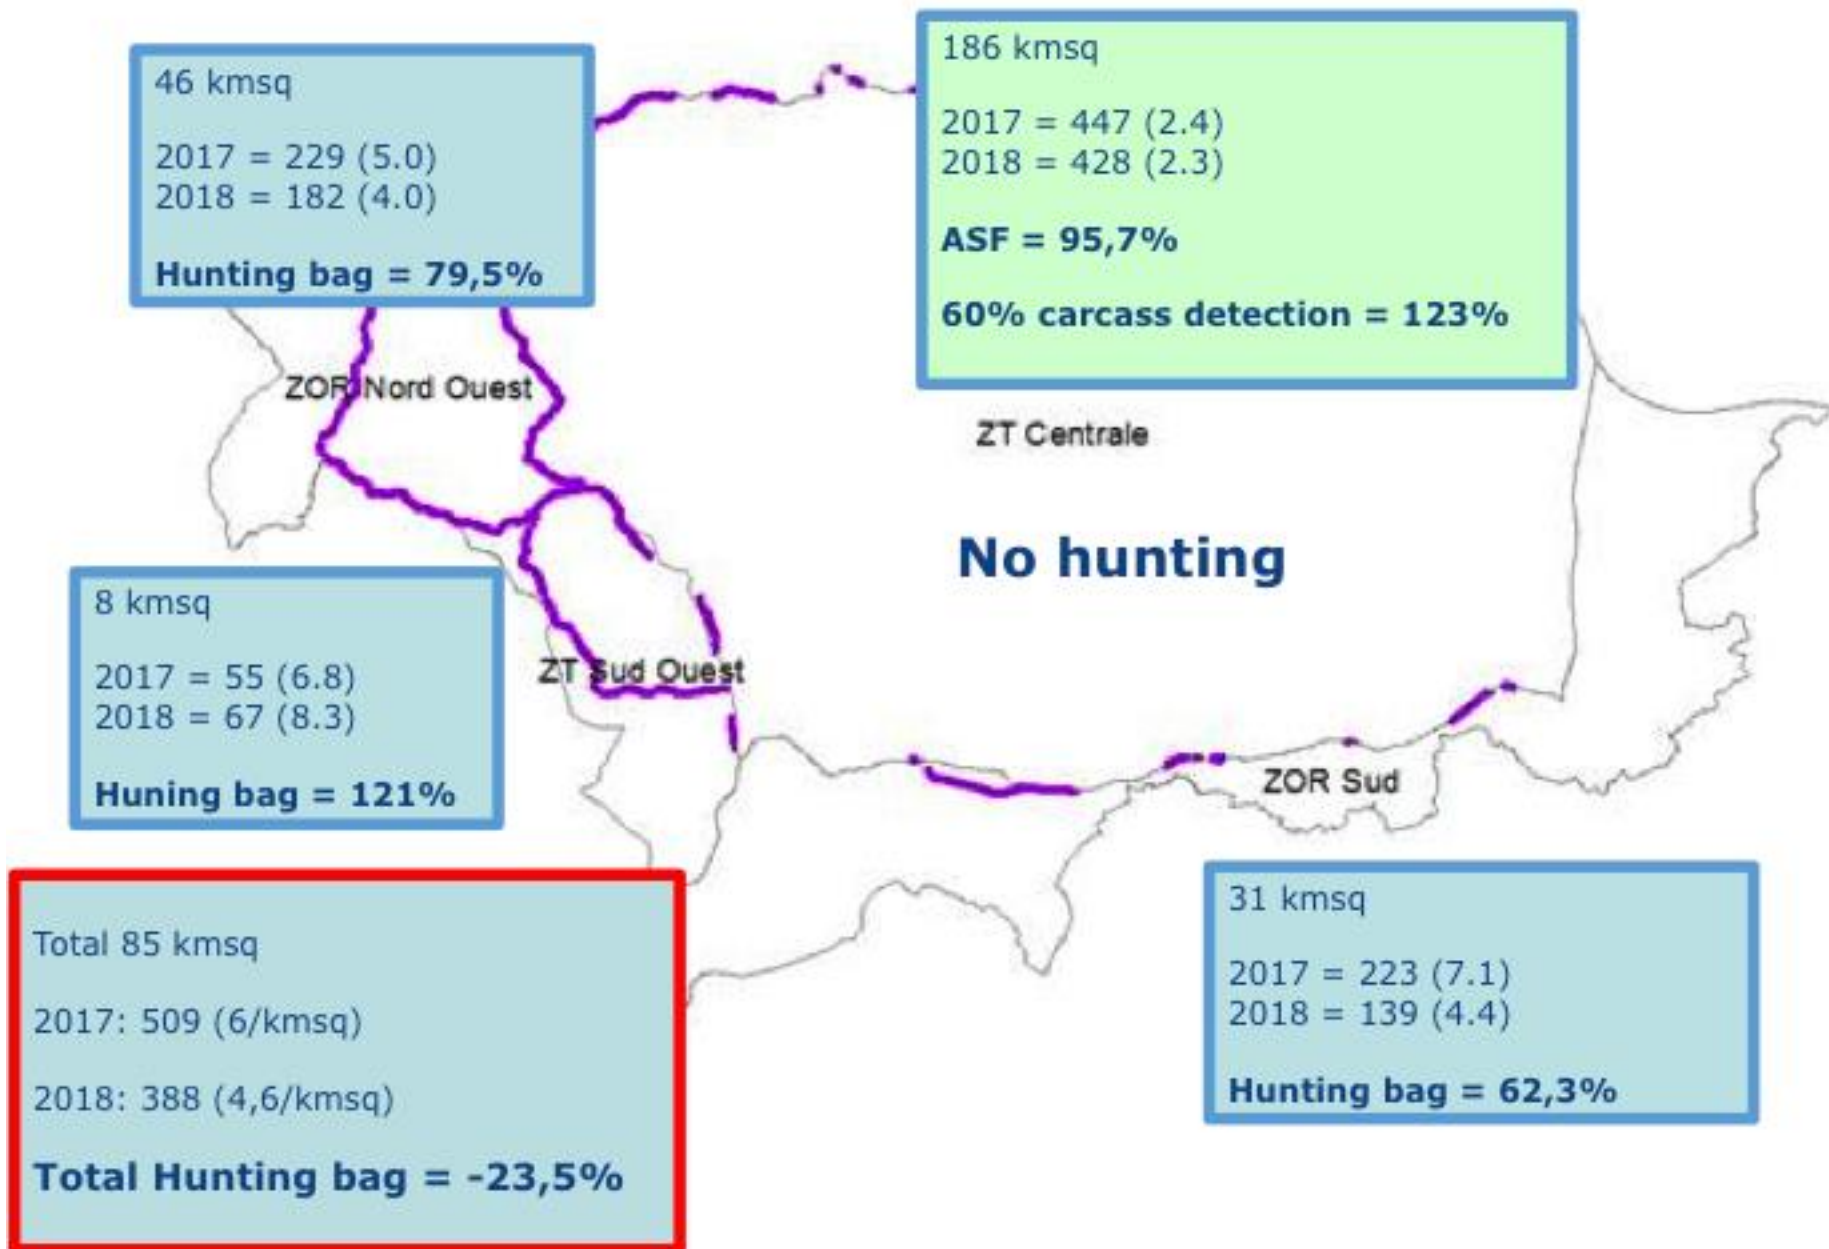 46 kmsq
2017 = 229 (5.0)
2018 = 182 (4.0)
Hunting bag = 79,5%
186 kmsq
2017 = 447 (2.4)
2018 = 428 (2.3)
ASF = 95,7%
60% carcass detection = 123%
ZOR Nord Ouest
ZT Centrale
No hunting
8 kmsq
2017 = 55 (6.8)
2018 = 67 (8.3)
Huning bag = 121%
ZT Sud Ouest
ZOR Sud
Total 85 kmsq
2017: 509 (6/kmsq)
2018: 388 (4,6/kmsq)
Total Hunting bag = -23,5%
31 kmsq
2017 = 223 (7.1)
2018 = 139 (4.4)
Hunting bag = 62,3%